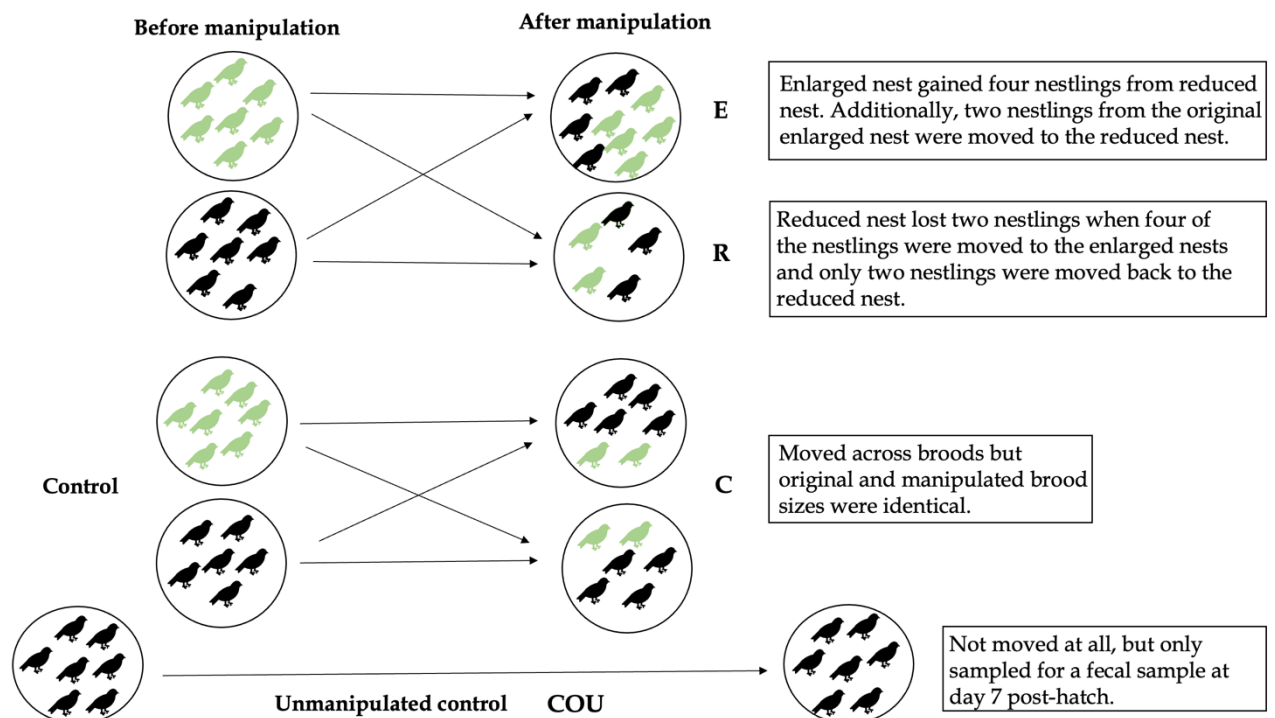 Before manipulation
After manipulation
E
Enlarged nest gained four nestlings from reduced
nest. Additionally, two nestlings from the original
enlarged nest were moved to the reduced nest.
R
Reduced nest lost two nestlings when four of
the nestlings were moved to the enlarged nests
and only two nestlings were moved back to the
reduced nest.
Control
C
Moved across broods but
original and manipulated brood
sizes were identical.
Unmanipulated control COU
Not moved at all, but only
sampled for a fecal sample at
day 7 post-hatch.